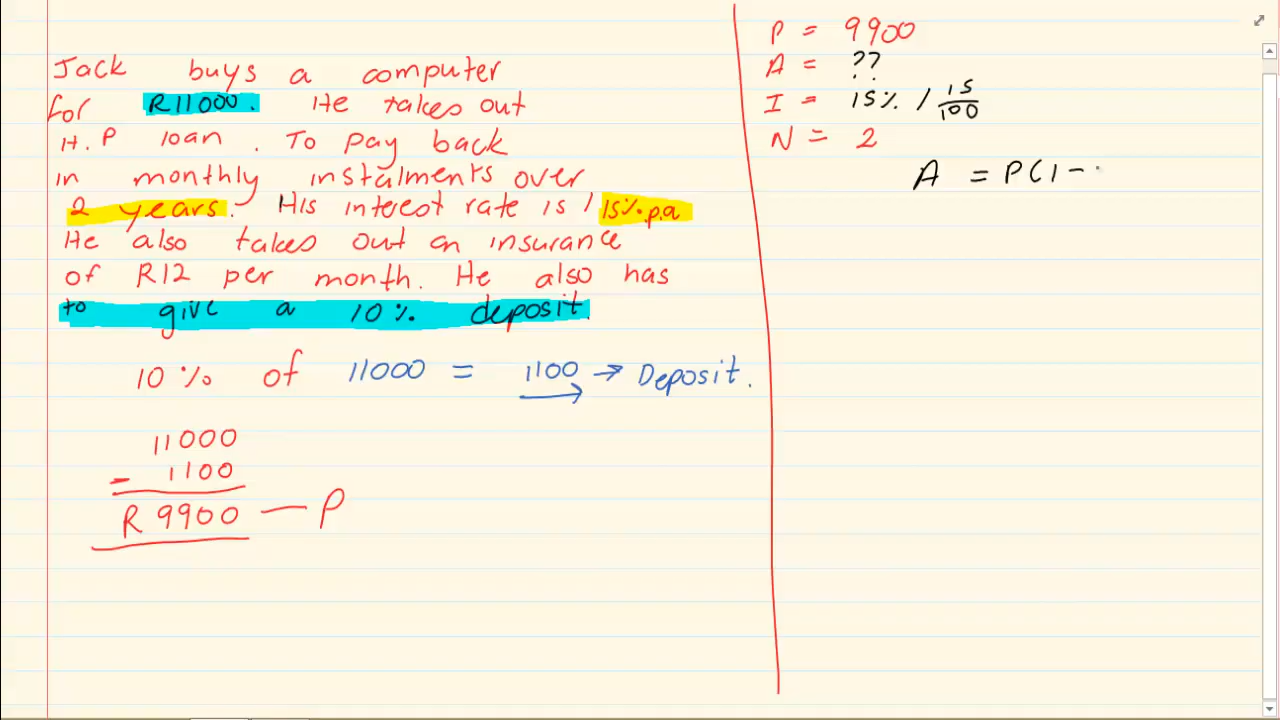 Jack buys a computer
for R11000. He takes out
H.P loan. To pay back
in monthly instalments over
2 years. His interest rate is / 15% p.a
He also takes out an insurance
of R12 per month. He also has
to give a 10% deposit.
10% of 11000 = 1100 → Deposit.
11000
- 1100
R 9900 — P
P = 9900
A = ??
I = 15% / 15/100
N = 2
A = P(1 -